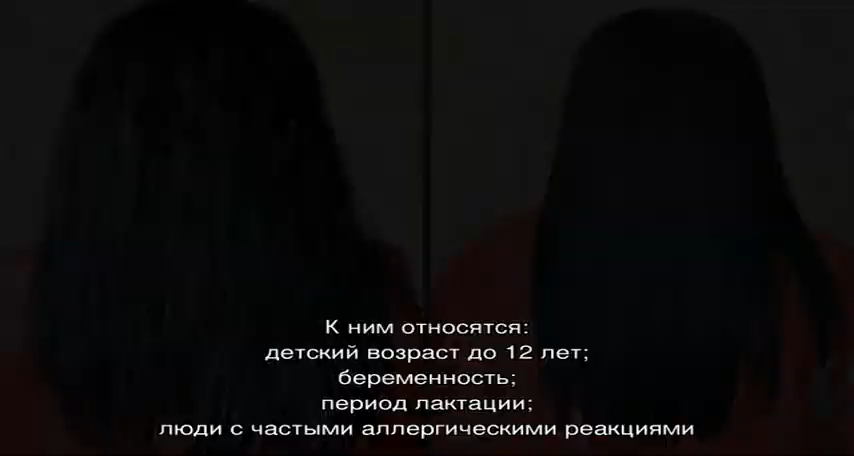 К ним относятся:
детский возраст до 12 лет;
беременность;
период лактации;
люди с частыми аллергическими реакциями